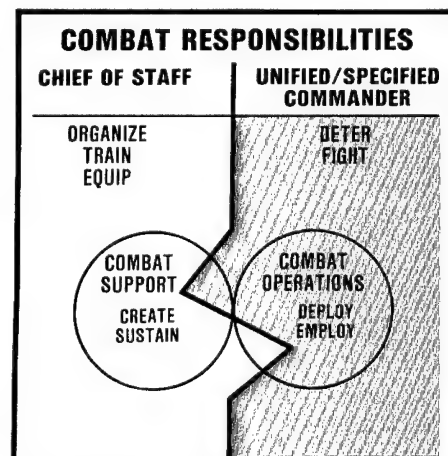 COMBAT RESPONSIBILITIES
CHIEF OF STAFF
UNIFIED/SPECIFIED
COMMANDER
ORGANIZE
TRAIN
EQUIP
DETER
FIGHT
COMBAT
SUPPORT
CREATE
SUSTAIN
COMBAT
OPERATIONS
DEPLOY
EMPLOY